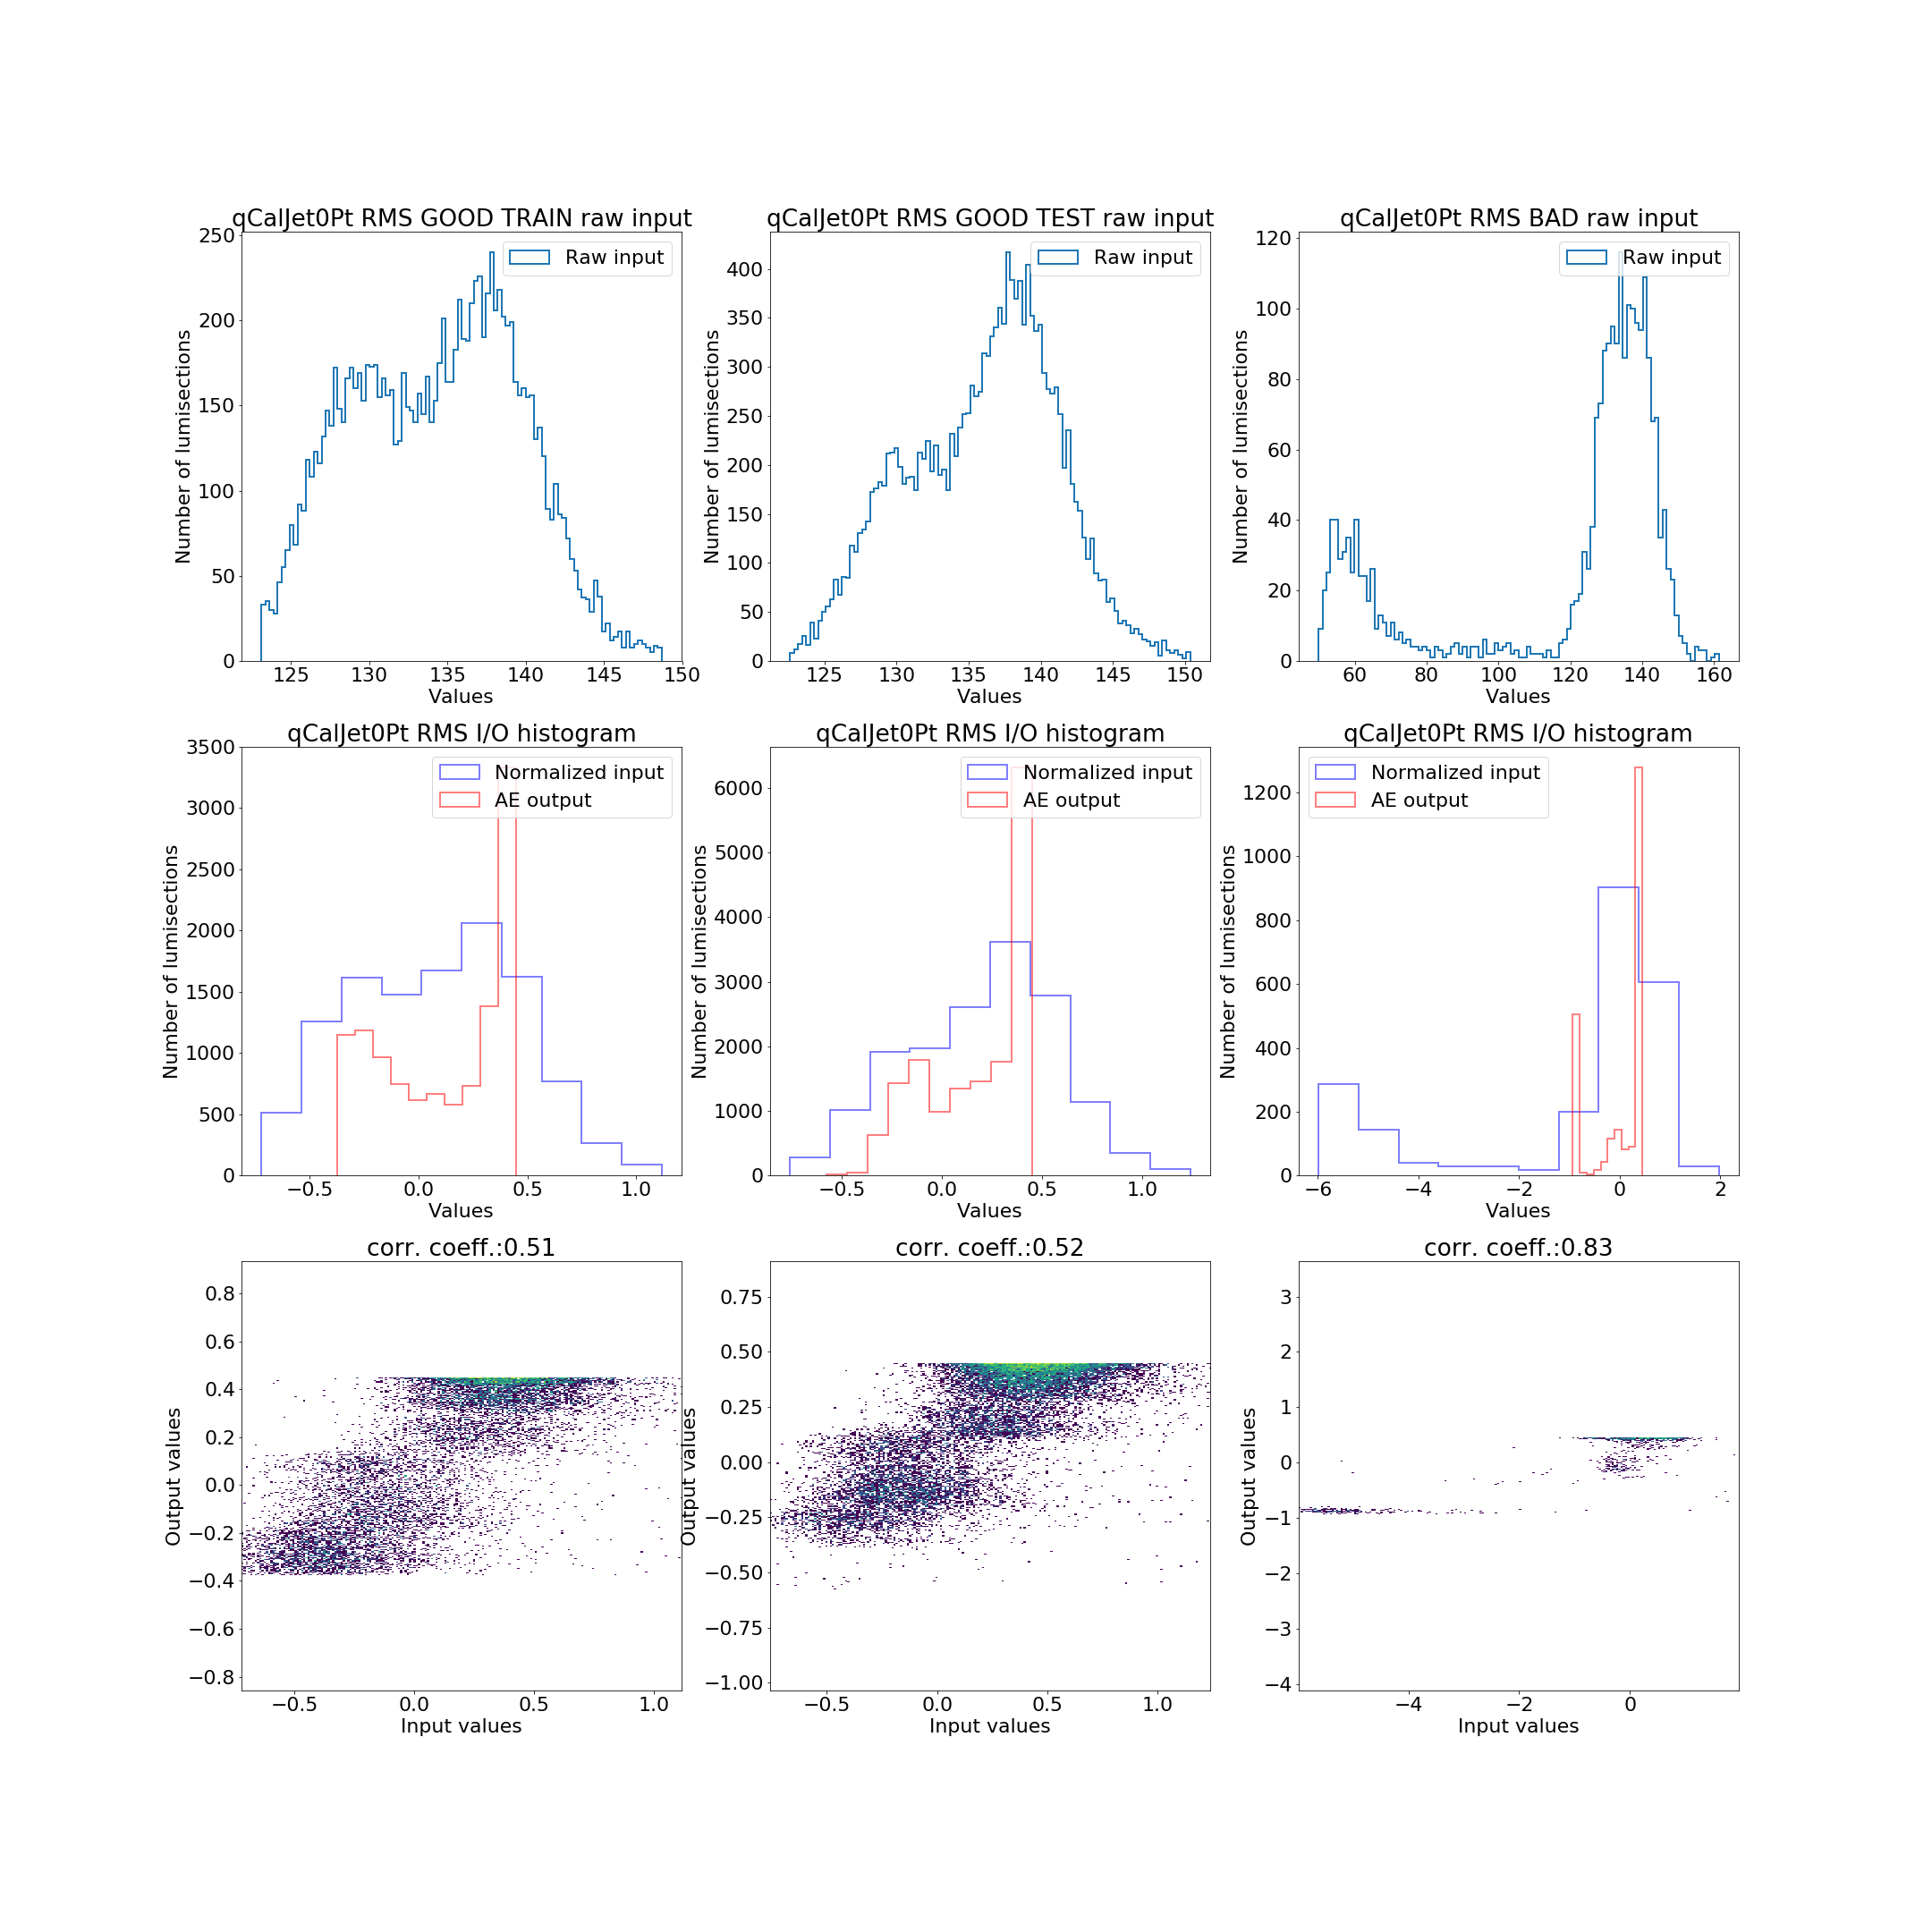 qCalJet0Pt RMS GOOD TRAIN raw input
qCalJet0Pt RMS GOOD TEST raw input
qCalJet0Pt RMS BAD raw input
Number of lumisections
250
200
150
100
50
0
Raw input
125 130 135 140 145 150
Values
Number of lumisections
400
350
300
250
200
150
100
50
0
Raw input
125 130 135 140 145 150
Values
Number of lumisections
120
100
80
60
40
20
0
Raw input
60 80 100 120 140 160
Values
qCalJet0Pt RMS I/O histogram
qCalJet0Pt RMS I/O histogram
qCalJet0Pt RMS I/O histogram
Number of lumisections
3500
3000
2500
2000
1500
1000
500
0
Normalized input
AE output
−0.5 0.0 0.5 1.0
Values
Number of lumisections
6000
5000
4000
3000
2000
1000
0
Normalized input
AE output
−0.5 0.0 0.5 1.0
Values
Number of lumisections
1200
1000
800
600
400
200
0
Normalized input
AE output
−6 −4 −2 0 2
Values
corr. coeff.:0.51
corr. coeff.:0.52
corr. coeff.:0.83
Output values
0.8
0.6
0.4
0.2
0.0
−0.2
−0.4
−0.6
−0.8
−0.5 0.0 0.5 1.0
Input values
Output values
0.75
0.50
0.25
0.00
−0.25
−0.50
−0.75
−1.00
−0.5 0.0 0.5 1.0
Input values
Output values
3
2
1
0
−1
−2
−3
−4
−4 −2 0
Input values